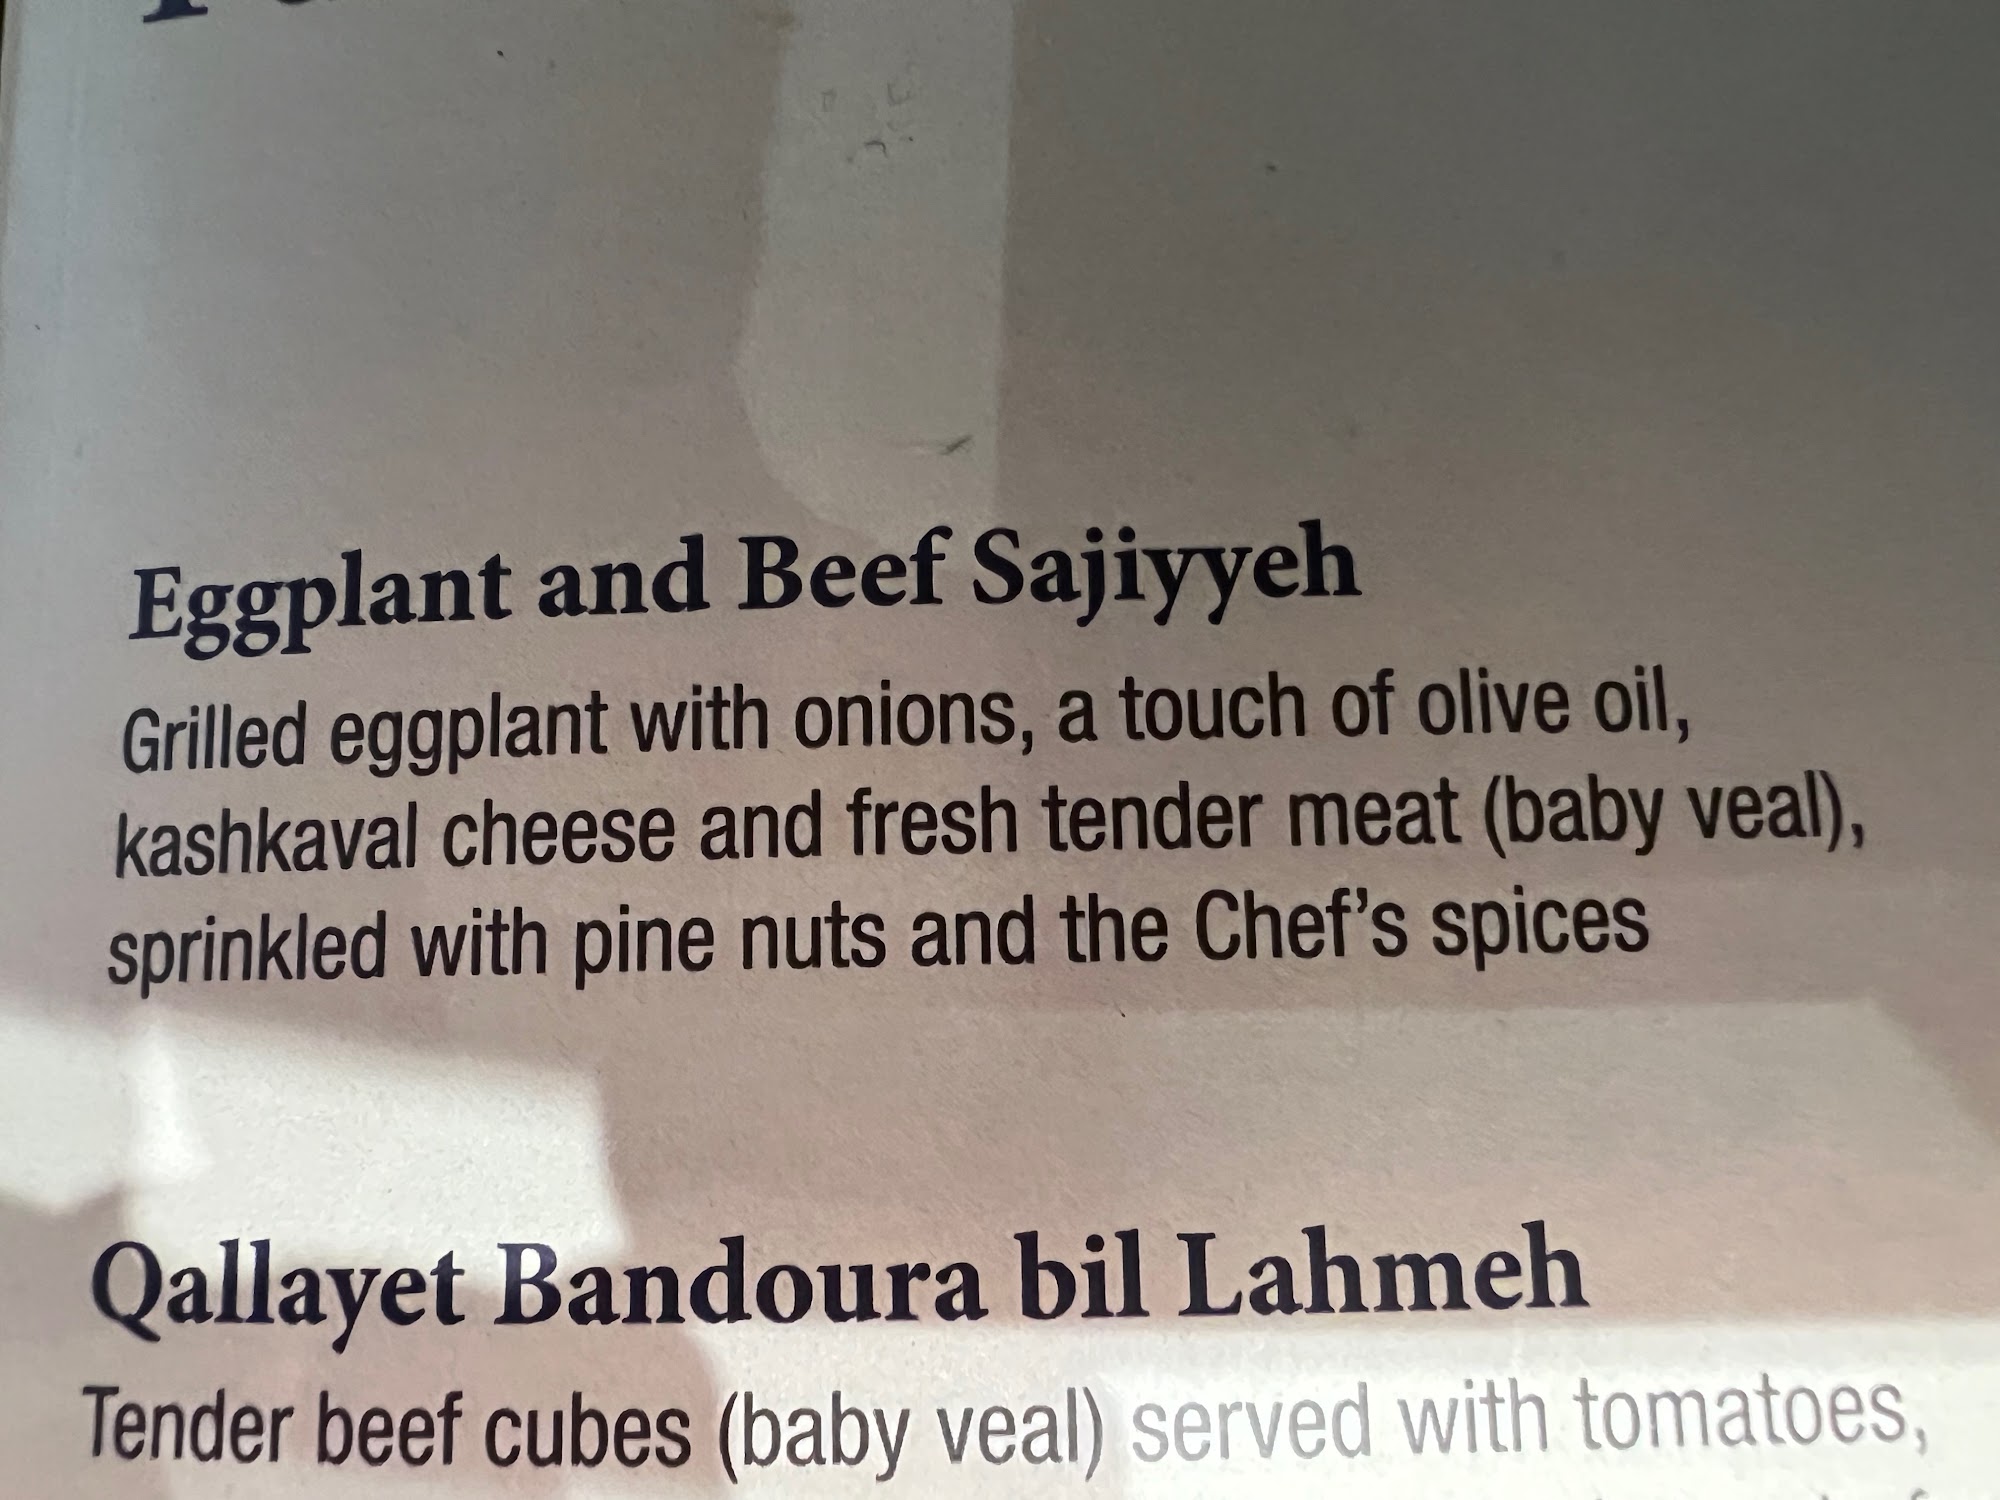 Eggplant and Beef Sajiyyeh
Grilled eggplant with onions, a touch of olive oil,
kashkaval cheese and fresh tender meat (baby veal),
sprinkled with pine nuts and the Chef's spices
Qallayet Bandoura bil Lahmeh
Tender beef cubes (baby veal) served with tomatoes,